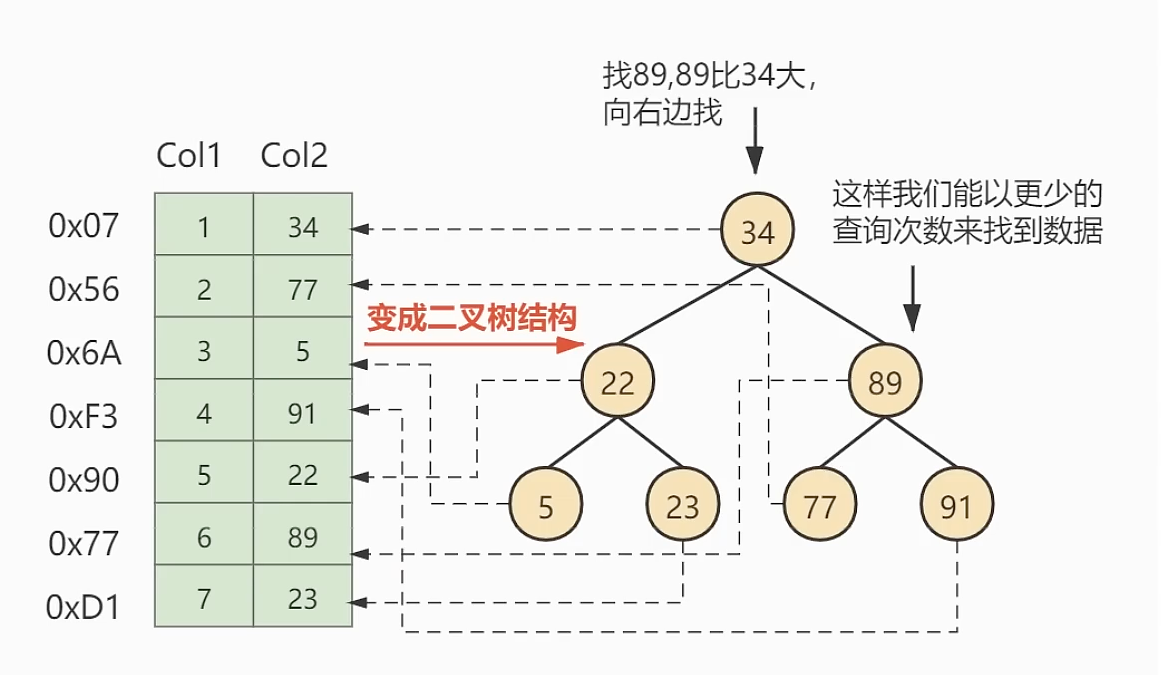 找89,89比34大，
向右边找
Col1 Col2
这样我们能以更少的
查询次数来找到数据
0x07 1 34
0x56 2 77
0x6A 3 5
0xF3 4 91
0x90 5 22
0x77 6 89
0xD1 7 23
变成二叉树结构
34
22 89
5 23 77 91